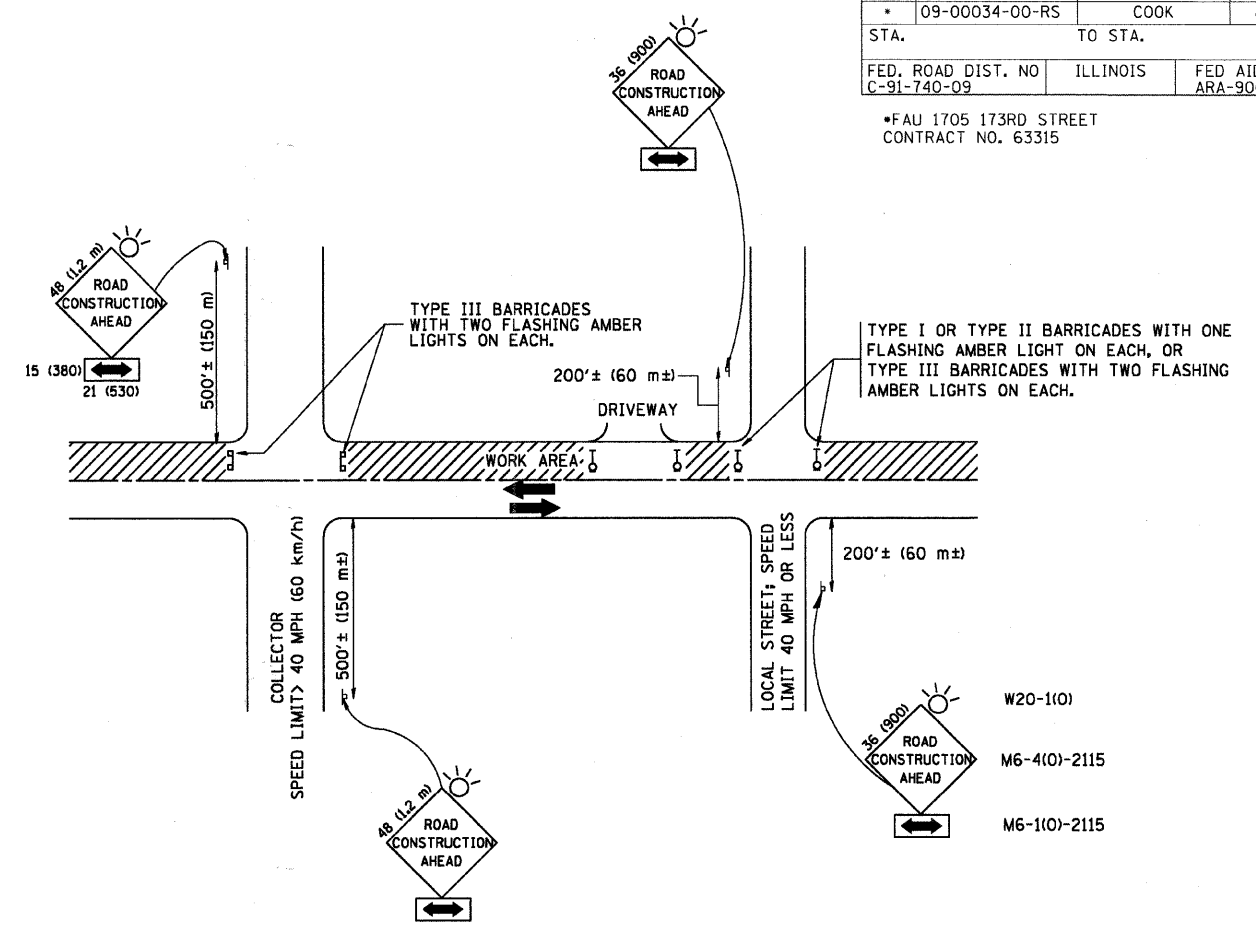 * 09-00034-00-RS COOK
STA. TO STA.
FED. ROAD DIST. NO ILLINOIS FED AID
C-91-740-09 ARA-90
*FAU 1705 173RD STREET
CONTRACT NO. 63315
36 (900)
ROAD
CONSTRUCTION
AHEAD
48 (1.2 m)
ROAD
CONSTRUCTION
AHEAD
15 (380)
21 (530)
500'± (150 m)
TYPE III BARRICADES
WITH TWO FLASHING AMBER
LIGHTS ON EACH.
200'± (60 m±)
DRIVEWAY
TYPE I OR TYPE II BARRICADES WITH ONE
FLASHING AMBER LIGHT ON EACH, OR
TYPE III BARRICADES WITH TWO FLASHING
AMBER LIGHTS ON EACH.
WORK AREA
COLLECTOR
SPEED LIMIT> 40 MPH (60 km/h)
500'± (150 m±)
LOCAL STREET; SPEED
LIMIT 40 MPH OR LESS
200'± (60 m±)
48 (1.2 m)
ROAD
CONSTRUCTION
AHEAD
36 (900)
ROAD
CONSTRUCTION
AHEAD
W20-1(O)
M6-4(O)-2115
M6-1(O)-2115